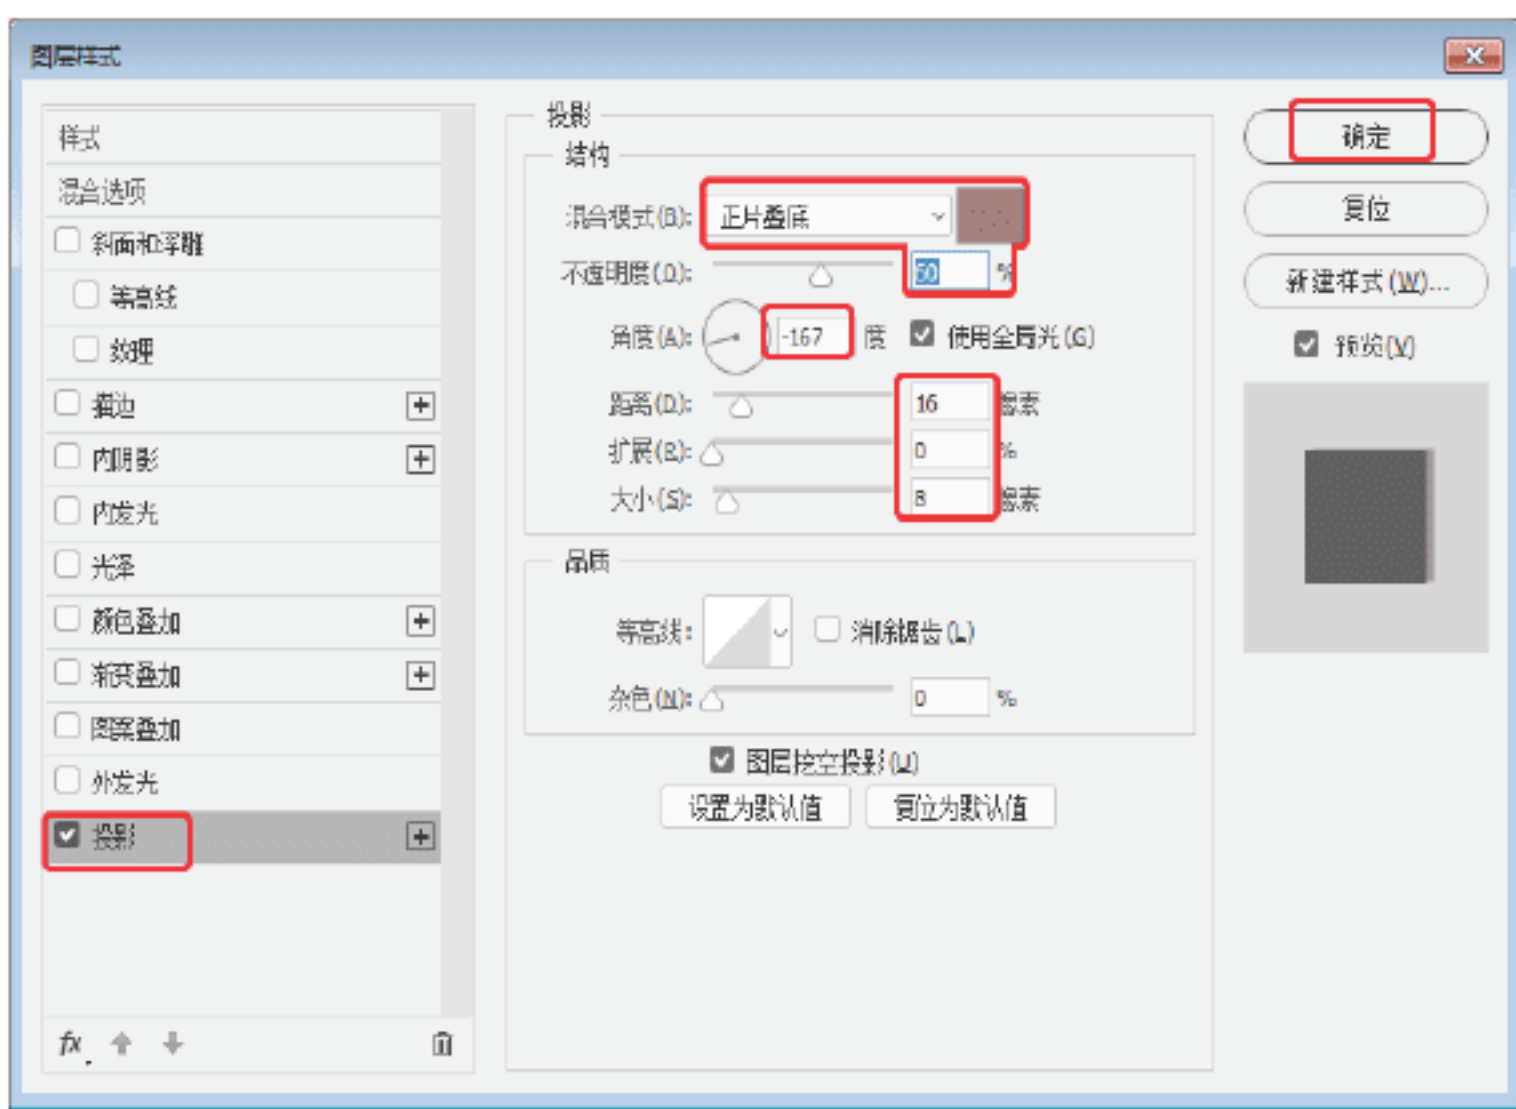 图层样式
样式
混合选项
斜面和浮雕
等高线
纹理
描边
内阴影
内发光
光泽
颜色叠加
渐变叠加
图案叠加
外发光
投影
fx
投影
结构
混合模式(B): 正片叠底
不透明度(O): 60 %
角度(A): -167 度 使用全局光(G)
距离(D): 16 像素
扩展(R): 0 %
大小(S): 8 像素
品质
等高线: 消除锯齿(L)
杂色(N): 0 %
图层挖空投影(U)
设置为默认值 复位为默认值
确定
复位
新建样式(W)...
预览(V)